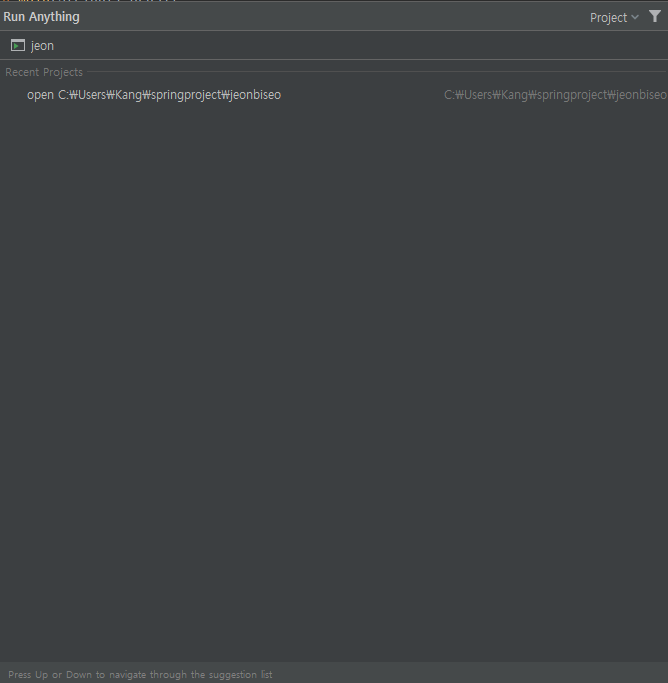 Run Anything Project
jeon
Recent Projects
open C:₩Users₩Kang₩springproject₩jeonbiseo C:₩Users₩Kang₩springproject₩jeonbiseo
Press Up or Down to navigate through the suggestion list